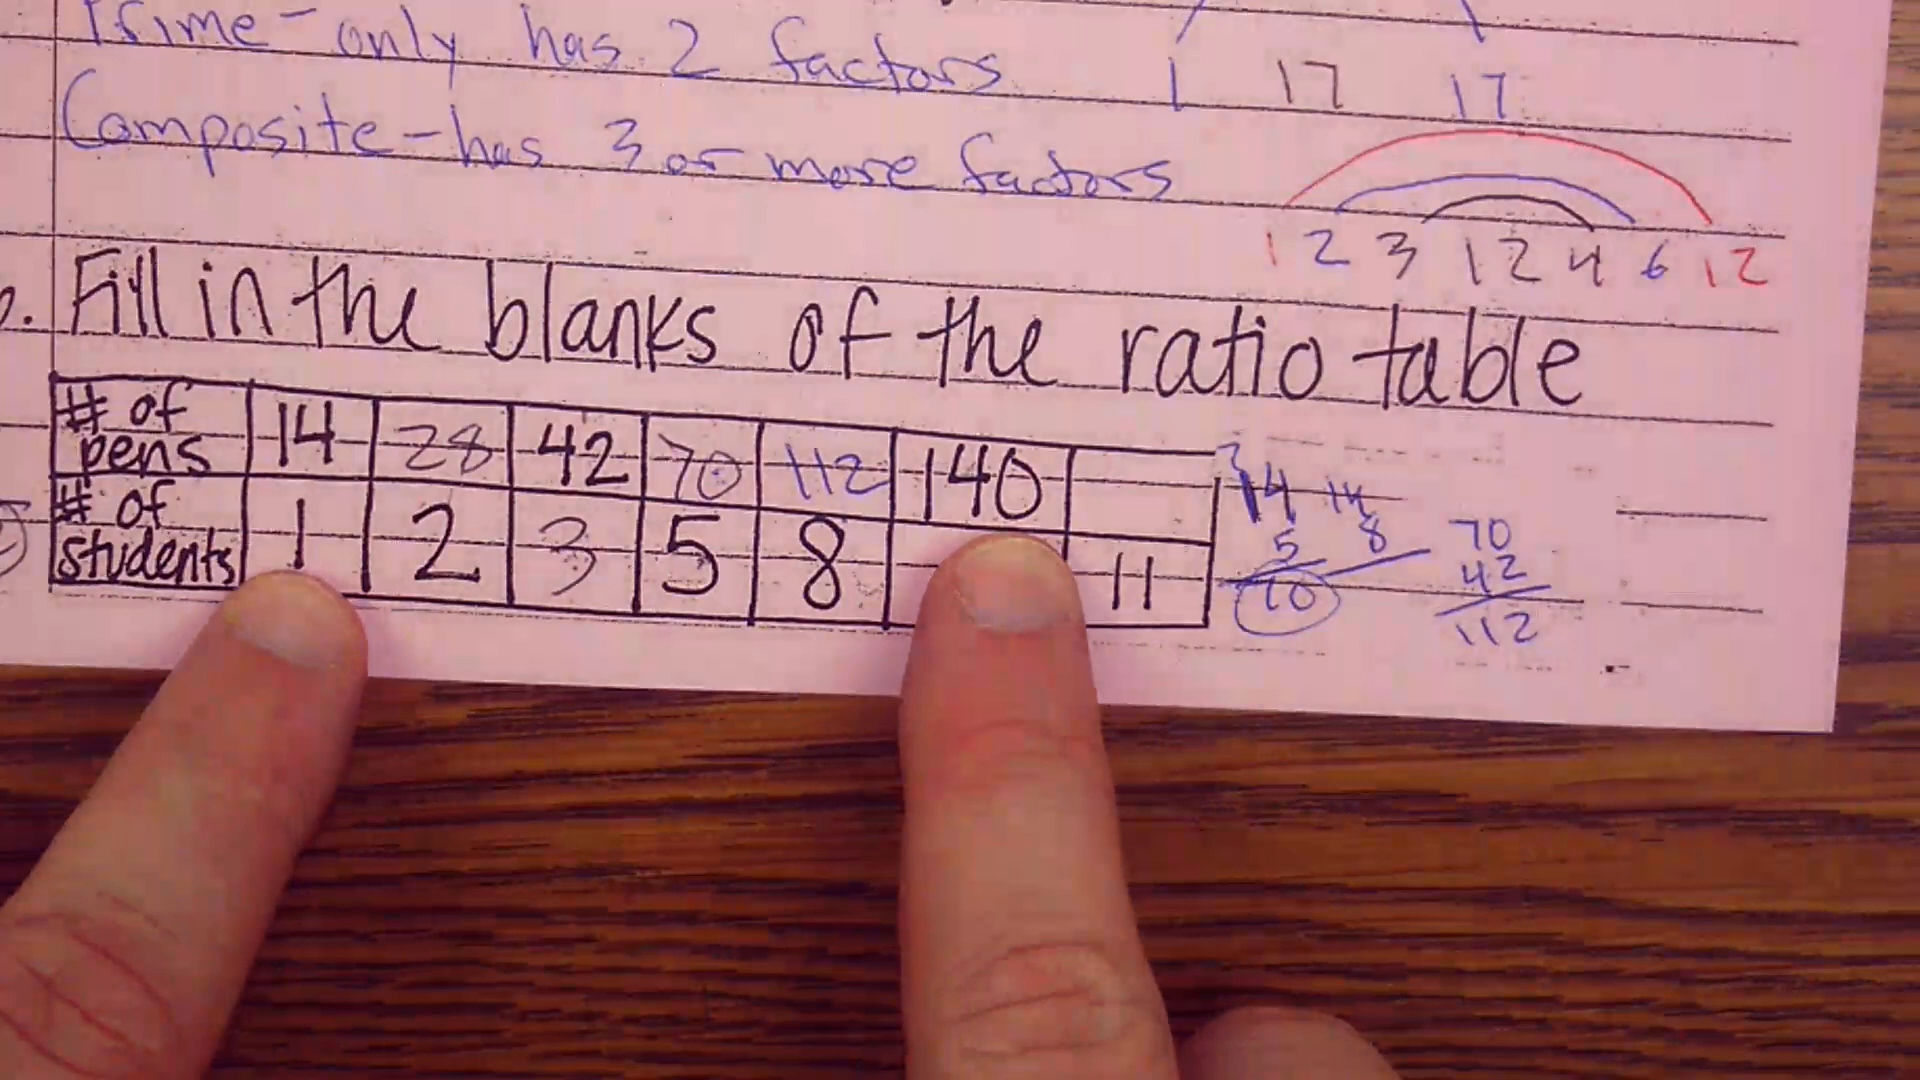 Prime - only has 2 factors
1 17 17
Composite - has 3 or more factors
1 2 3 12 4 6 12
Fill in the blanks of the ratio table
# of pens 14 28 42 70 112 140
# of students 1 2 3 5 8 11
14 14
5 8
70
70
42
112